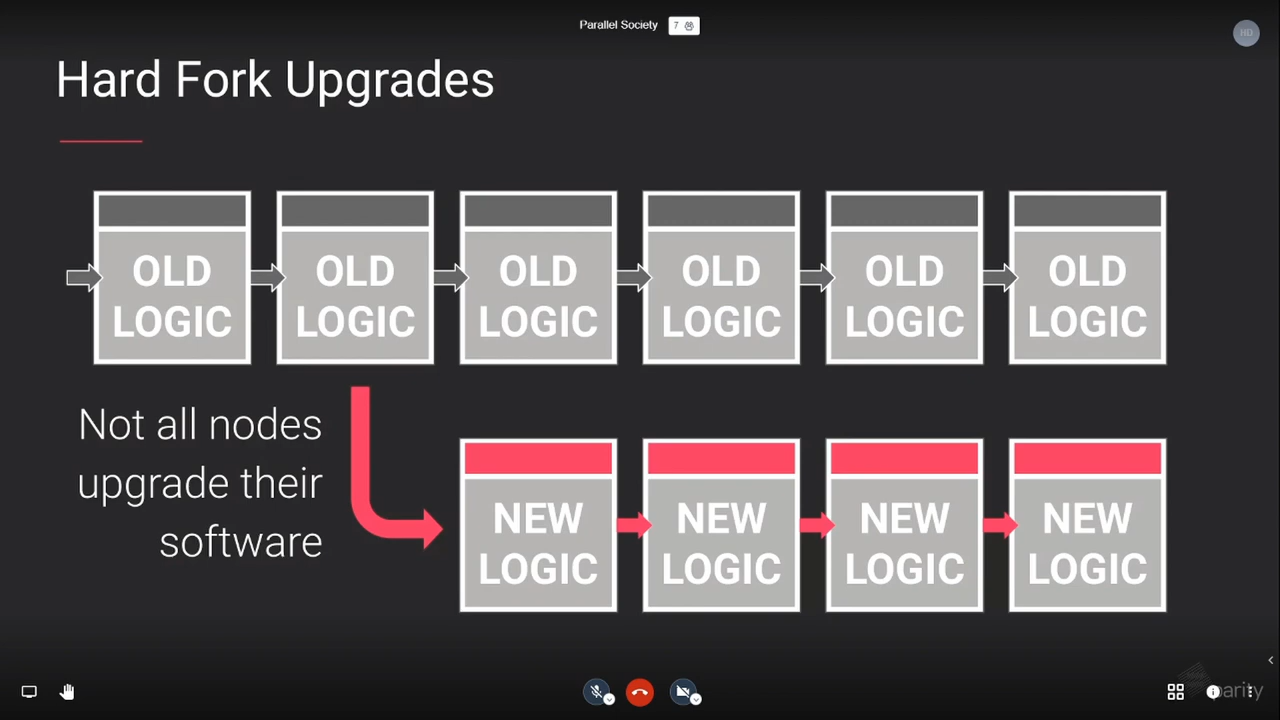 Parallel Society 7
HD
Hard Fork Upgrades
OLD LOGIC
OLD LOGIC
OLD LOGIC
OLD LOGIC
OLD LOGIC
OLD LOGIC
Not all nodes
upgrade their
software
NEW LOGIC
NEW LOGIC
NEW LOGIC
NEW LOGIC
parity